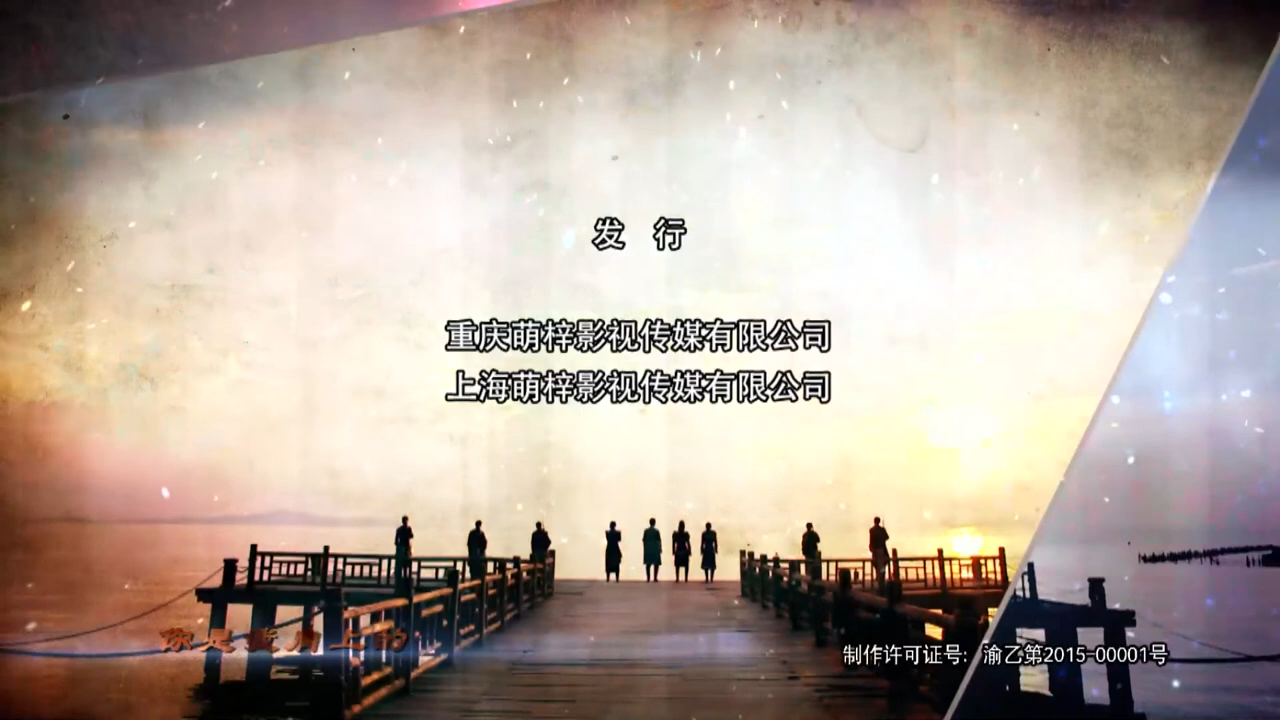 发 行
重庆萌梓影视传媒有限公司
上海萌梓影视传媒有限公司
制作许可证号: 渝乙第2015-00001号